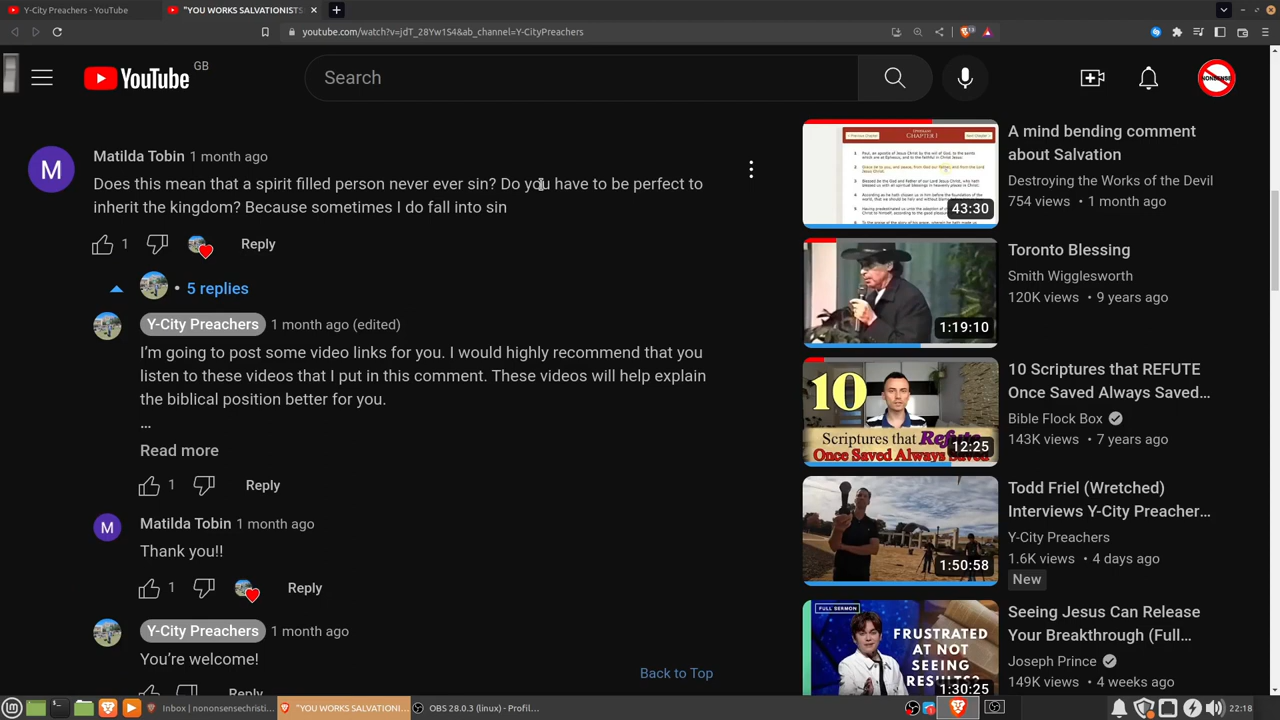 Y-City Preachers - YouTube
"YOU WORKS SALVATIONISTS
youtube.com/watch?v=jdT_28Yw1S4&ab_channel=Y-CityPreachers
13
YouTube GB
Search
NONSENSE
M
Matilda Tobin 1 month ago
Does this mean a spirit filled person never ever sin? Do you have to be perfect to
inherit the kingdom because sometimes I do sin
1
Reply
5 replies
Y-City Preachers 1 month ago (edited)
I'm going to post some video links for you. I would highly recommend that you
listen to these videos that I put in this comment. These videos will help explain
the biblical position better for you.
...
Read more
1 Reply
M
Matilda Tobin 1 month ago
Thank you!!
1 Reply
Y-City Preachers 1 month ago
You're welcome!
Reply
Back to Top
CHAPTER 1
43:30
A mind bending comment
about Salvation
Destroying the Works of the Devil
754 views • 1 month ago
1:19:10
Toronto Blessing
Smith Wigglesworth
120K views • 9 years ago
10
Scriptures that Refute
Once Saved Always Saved
12:25
10 Scriptures that REFUTE
Once Saved Always Saved...
Bible Flock Box
143K views • 7 years ago
1:50:58
Todd Friel (Wretched)
Interviews Y-City Preacher...
Y-City Preachers
1.6K views • 4 days ago
New
FULL SERMON
FRUSTRATED
AT NOT
SEEING
RESULTS?
1:30:25
Seeing Jesus Can Release
Your Breakthrough (Full...
Joseph Prince
149K views • 4 weeks ago
Inbox | nononsensechristi...
"YOU WORKS SALVATIONI...
OBS 28.0.3 (linux) - Profil...
22:18